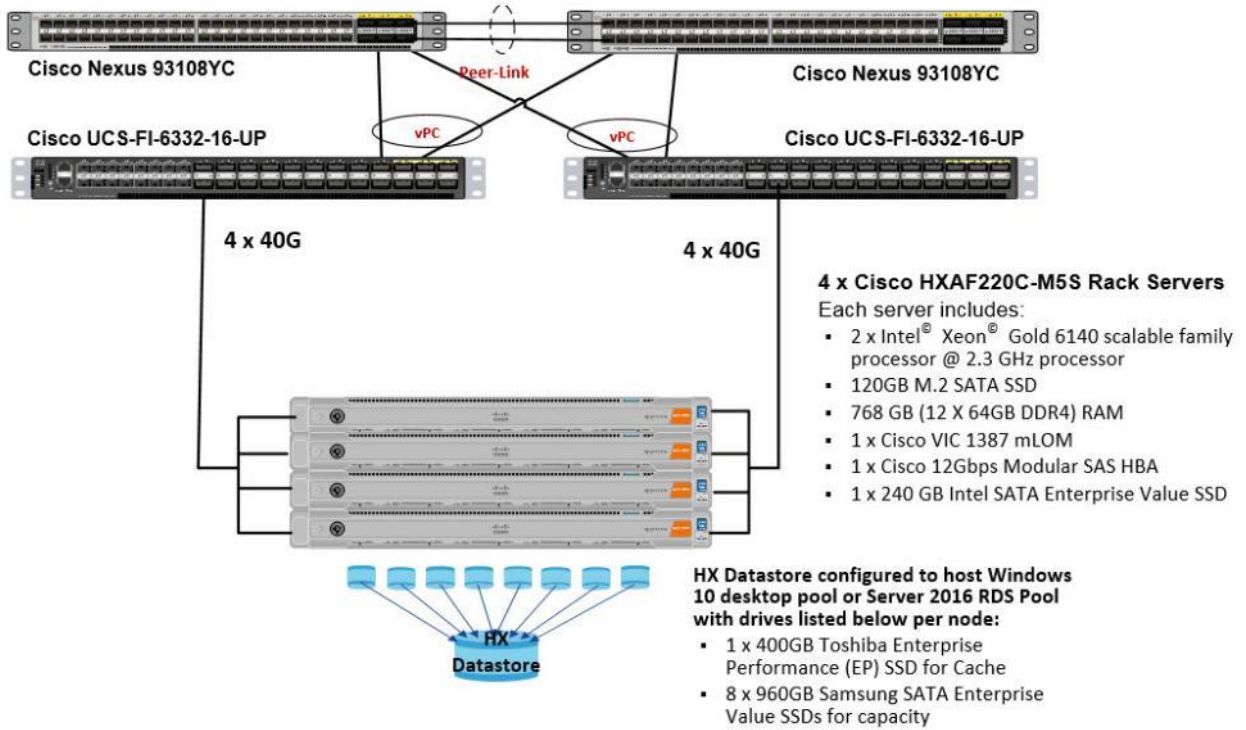 Cisco Nexus 93108YC
Peer-Link
Cisco Nexus 93108YC
Cisco UCS-FI-6332-16-UP
vPC
vPC
Cisco UCS-FI-6332-16-UP
4 x 40G
4 x 40G
4 x Cisco HXAF220C-M5S Rack Servers
Each server includes:
▪ 2 x Intel© Xeon© Gold 6140 scalable family
processor @ 2.3 GHz processor
▪ 120GB M.2 SATA SSD
▪ 768 GB (12 X 64GB DDR4) RAM
▪ 1 x Cisco VIC 1387 mLOM
▪ 1 x Cisco 12Gbps Modular SAS HBA
▪ 1 x 240 GB Intel SATA Enterprise Value SSD
HX Datastore configured to host Windows
10 desktop pool or Server 2016 RDS Pool
with drives listed below per node:
▪ 1 x 400GB Toshiba Enterprise
Performance (EP) SSD for Cache
▪ 8 x 960GB Samsung SATA Enterprise
Value SSDs for capacity
HX
Datastore